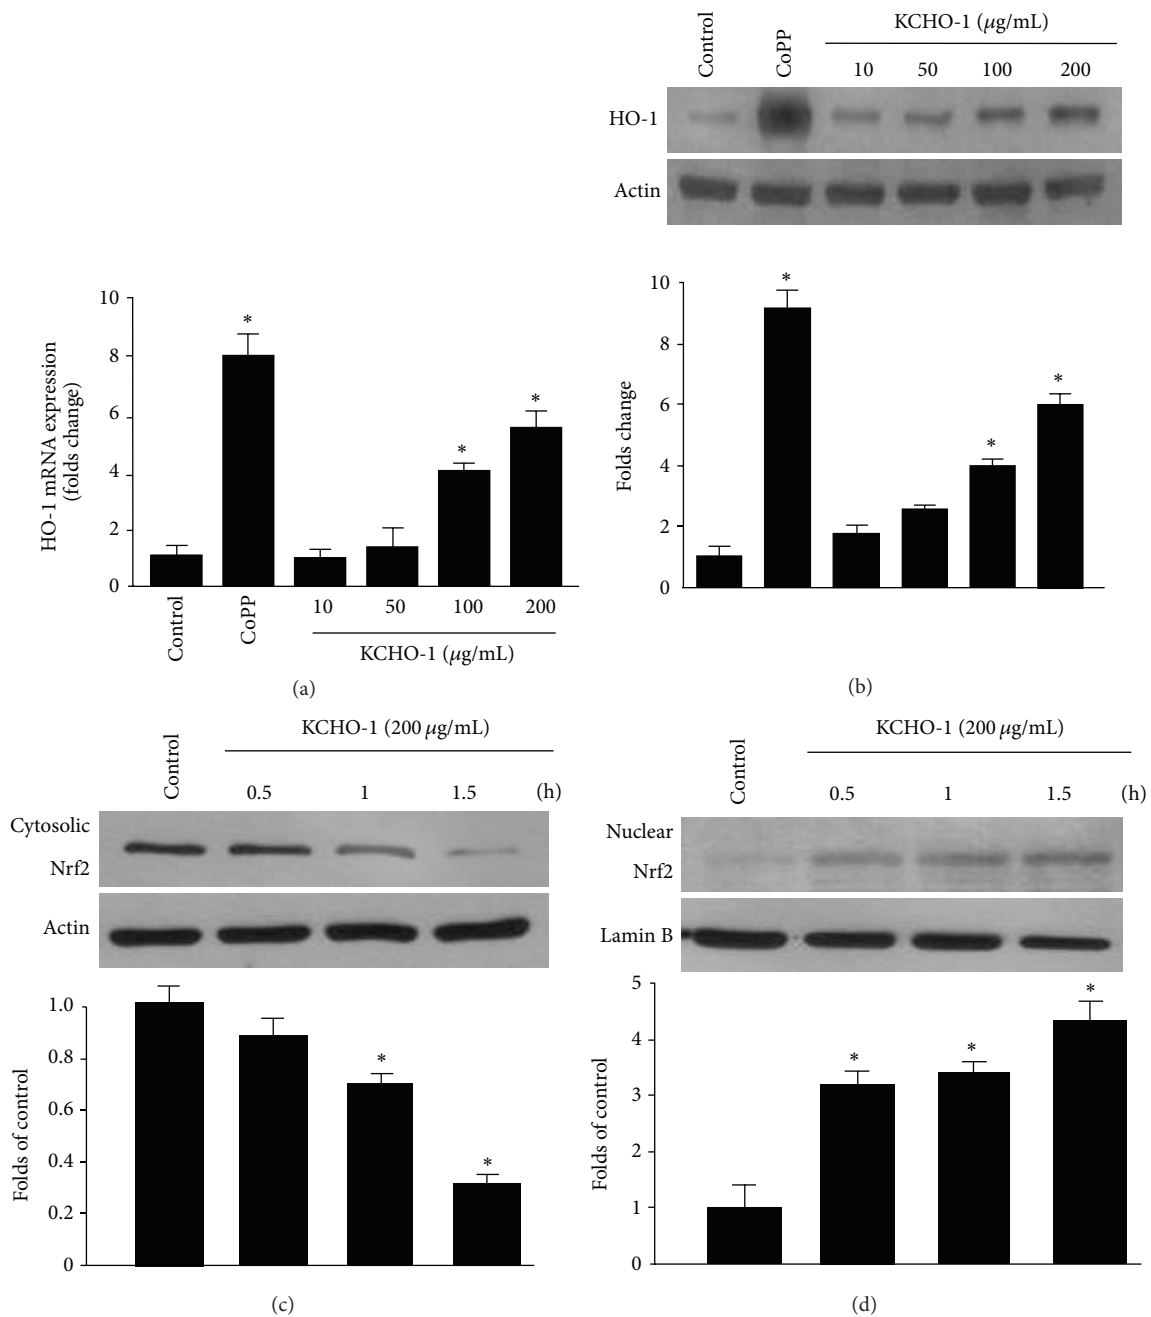 HO-1 mRNA expression
(folds change)
10
8
6
4
2
0
*
*
*
Control
CoPP
10
50
100
200
KCHO-1 (μg/mL)
(a)
Control
CoPP
KCHO-1 (μg/mL)
10
50
100
200
HO-1
Actin
Folds change
10
8
6
4
2
0
*
*
*
(b)
Control
KCHO-1 (200 μg/mL)
0.5
1
1.5
(h)
Cytosolic
Nrf2
Actin
Folds of control
1.0
0.8
0.6
0.4
0.2
0
*
*
(c)
Control
KCHO-1 (200 μg/mL)
0.5
1
1.5
(h)
Nuclear
Nrf2
Lamin B
Folds of control
5
4
3
2
1
0
*
*
*
(d)